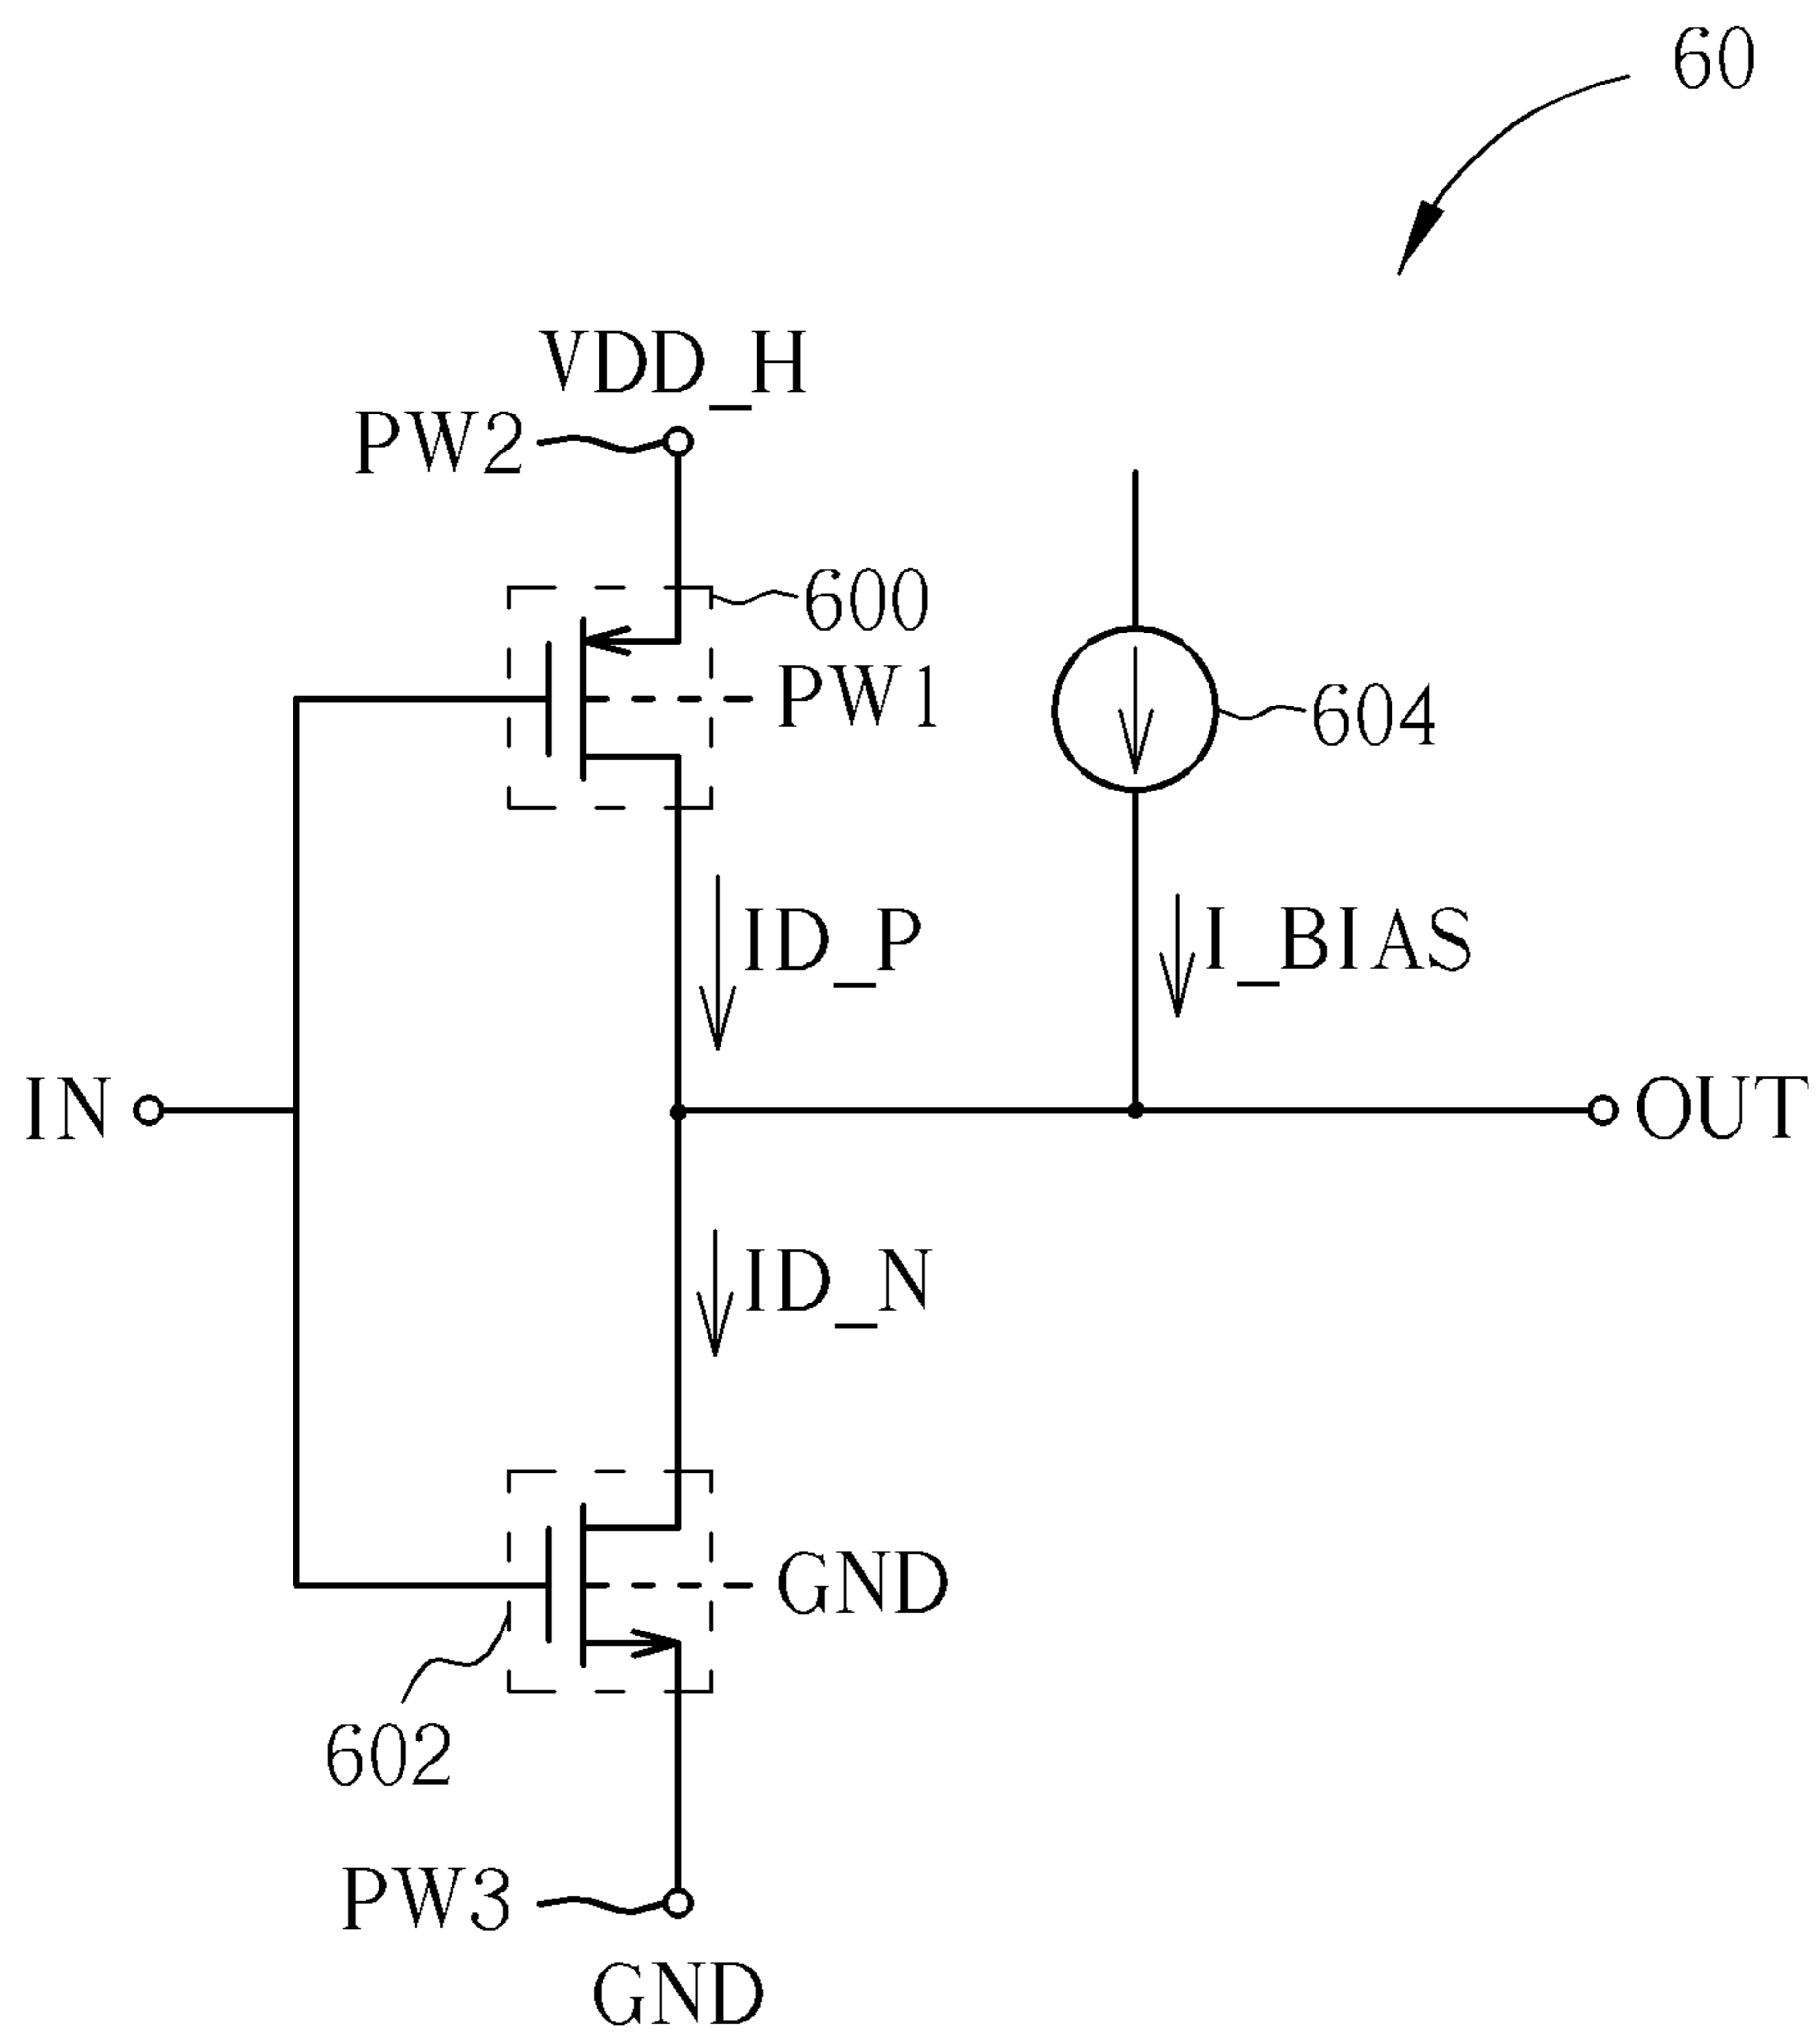 60
VDD_H
PW2
600
PW1
604
ID_P
I_BIAS
IN
OUT
ID_N
GND
602
PW3
GND